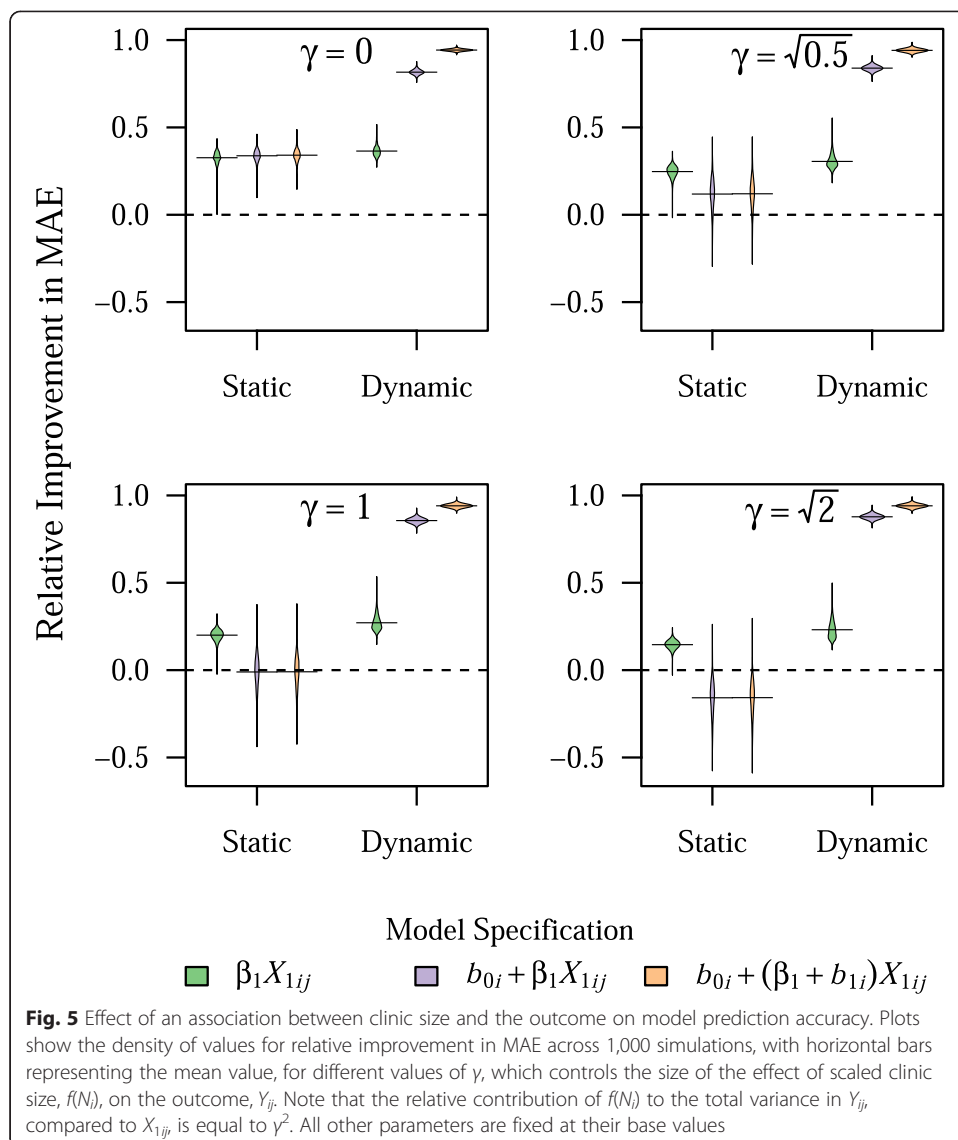 Relative Improvement in MAE
1.0
0.5
0.0
−0.5
γ = 0
Static Dynamic
1.0
0.5
0.0
−0.5
γ = √0.5
Static Dynamic
1.0
0.5
0.0
−0.5
γ = 1
Static Dynamic
1.0
0.5
0.0
−0.5
γ = √2
Static Dynamic
Model Specification
β₁X₁ᵢⱼ b₀ᵢ + β₁X₁ᵢⱼ b₀ᵢ + (β₁ + b₁ᵢ)X₁ᵢⱼ
Fig. 5 Effect of an association between clinic size and the outcome on model prediction accuracy. Plots
show the density of values for relative improvement in MAE across 1,000 simulations, with horizontal bars
representing the mean value, for different values of γ, which controls the size of the effect of scaled clinic
size, f(Nᵢ), on the outcome, Yᵢⱼ. Note that the relative contribution of f(Nᵢ) to the total variance in Yᵢⱼ,
compared to X₁ᵢⱼ, is equal to γ². All other parameters are fixed at their base values